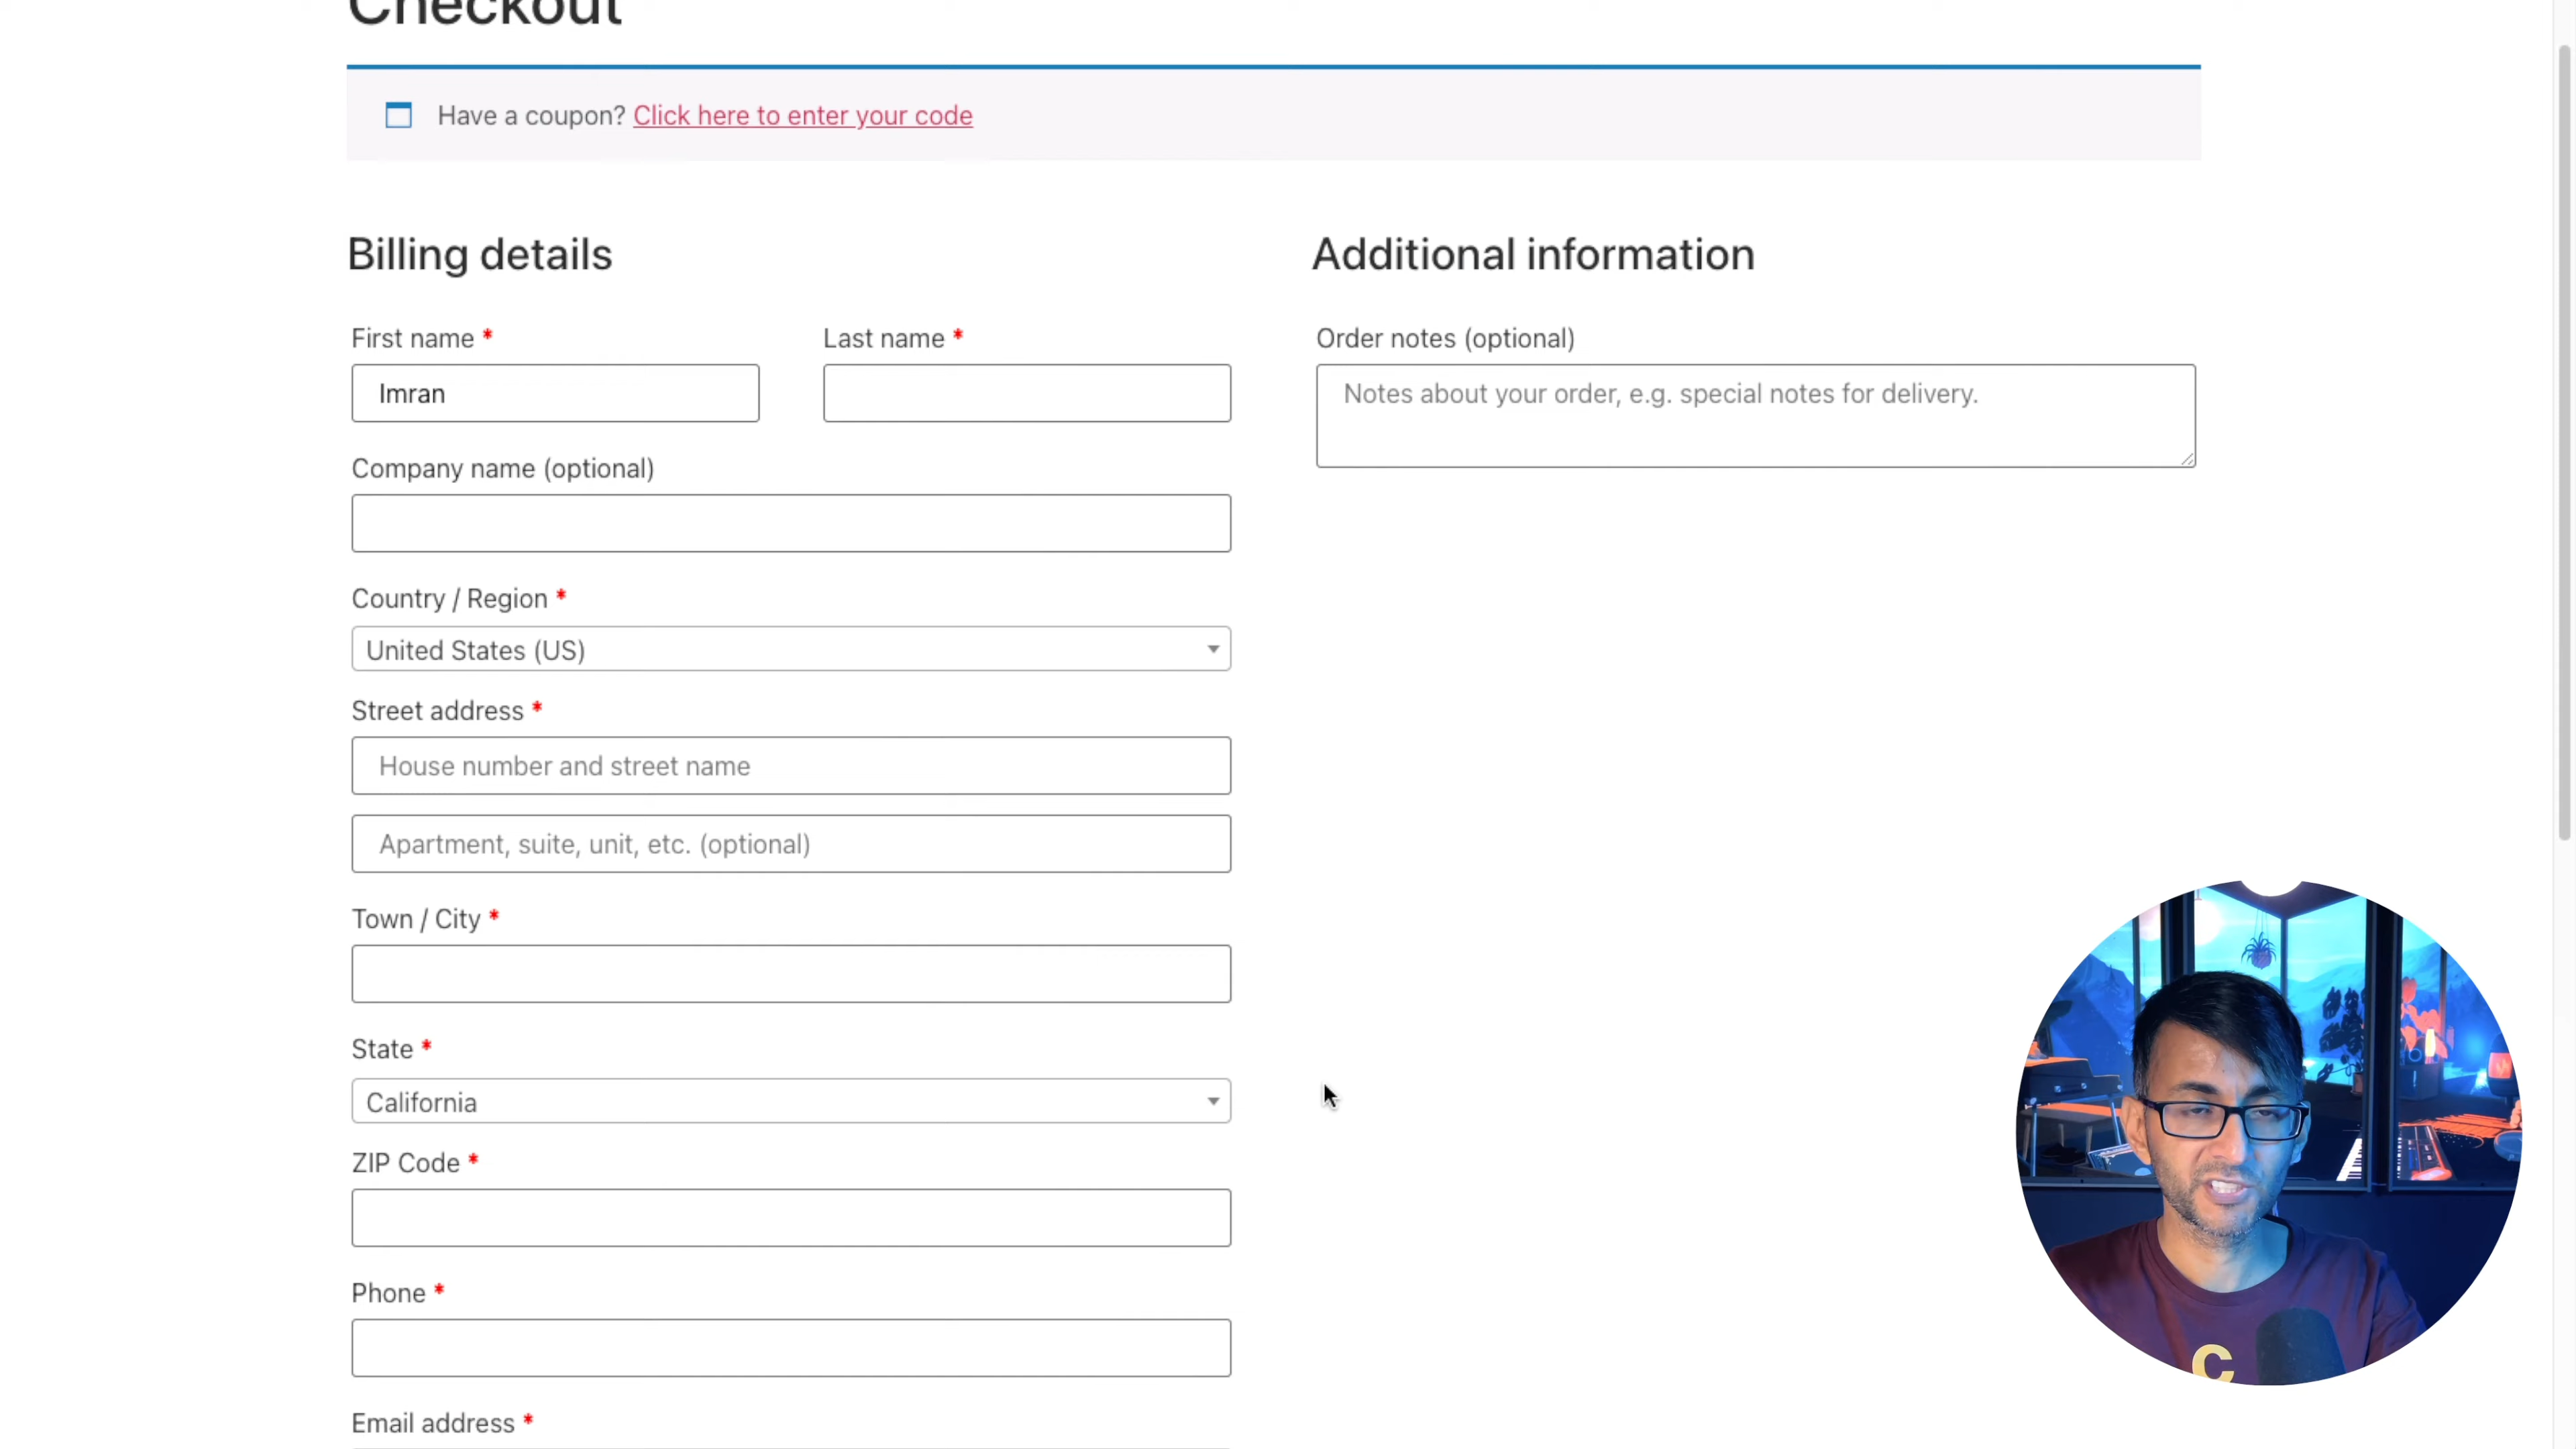 Checkout
Have a coupon? Click here to enter your code
Billing details
Additional information
First name *
Last name *
Order notes (optional)
Imran
Notes about your order, e.g. special notes for delivery.
Company name (optional)
Country / Region *
United States (US)
Street address *
House number and street name
Apartment, suite, unit, etc. (optional)
Town / City *
State *
California
ZIP Code *
Phone *
Email address *
C